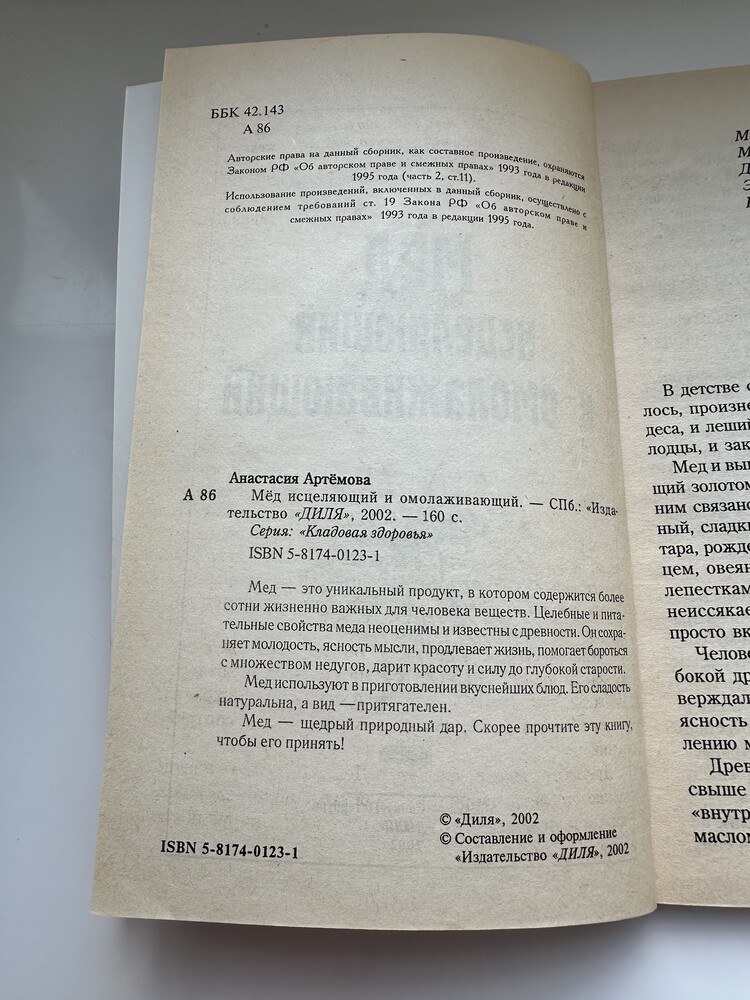 ББК 42.143
А 86
Авторские права на данный сборник, как составное произведение, охраняются
Законом РФ «Об авторском праве и смежных правах» 1993 года в редакции
1995 года (часть 2, ст.11).
Использование произведений, включенных в данный сборник, осуществлено с
соблюдением требований ст. 19 Закона РФ «Об авторском праве и
смежных правах» 1993 года в редакции 1995 года.
Анастасия Артёмова
А 86 Мёд исцеляющий и омолаживающий. — СПб.: «Изда-
тельство «ДИЛЯ», 2002. — 160 с.
Серия: «Кладовая здоровья»
ISBN 5-8174-0123-1
Мед — это уникальный продукт, в котором содержится более
сотни жизненно важных для человека веществ. Целебные и пита-
тельные свойства меда неоценимы и известны с древности. Он сохра-
няет молодость, ясность мысли, продлевает жизнь, помогает бороться
с множеством недугов, дарит красоту и силу до глубокой старости.
Мед используют в приготовлении вкуснейших блюд. Его сладость
натуральна, а вид —притягателен.
Мед — щедрый природный дар. Скорее прочтите эту книгу,
чтобы его принять!
© «Диля», 2002
© Составление и оформление
«Издательство «ДИЛЯ», 2002
ISBN 5-8174-0123-1
В детстве
лось, произне
деса, и леший
лодцы, и зак
Мед и вы
щий золотом
ним связано
ный, сладки
тара, рожде
цем, овеян
лепесткам
неиссякае
просто вк
Челове
бокой др
верждал
ясность
лению м
Древ
свыше
«внутр
маслом